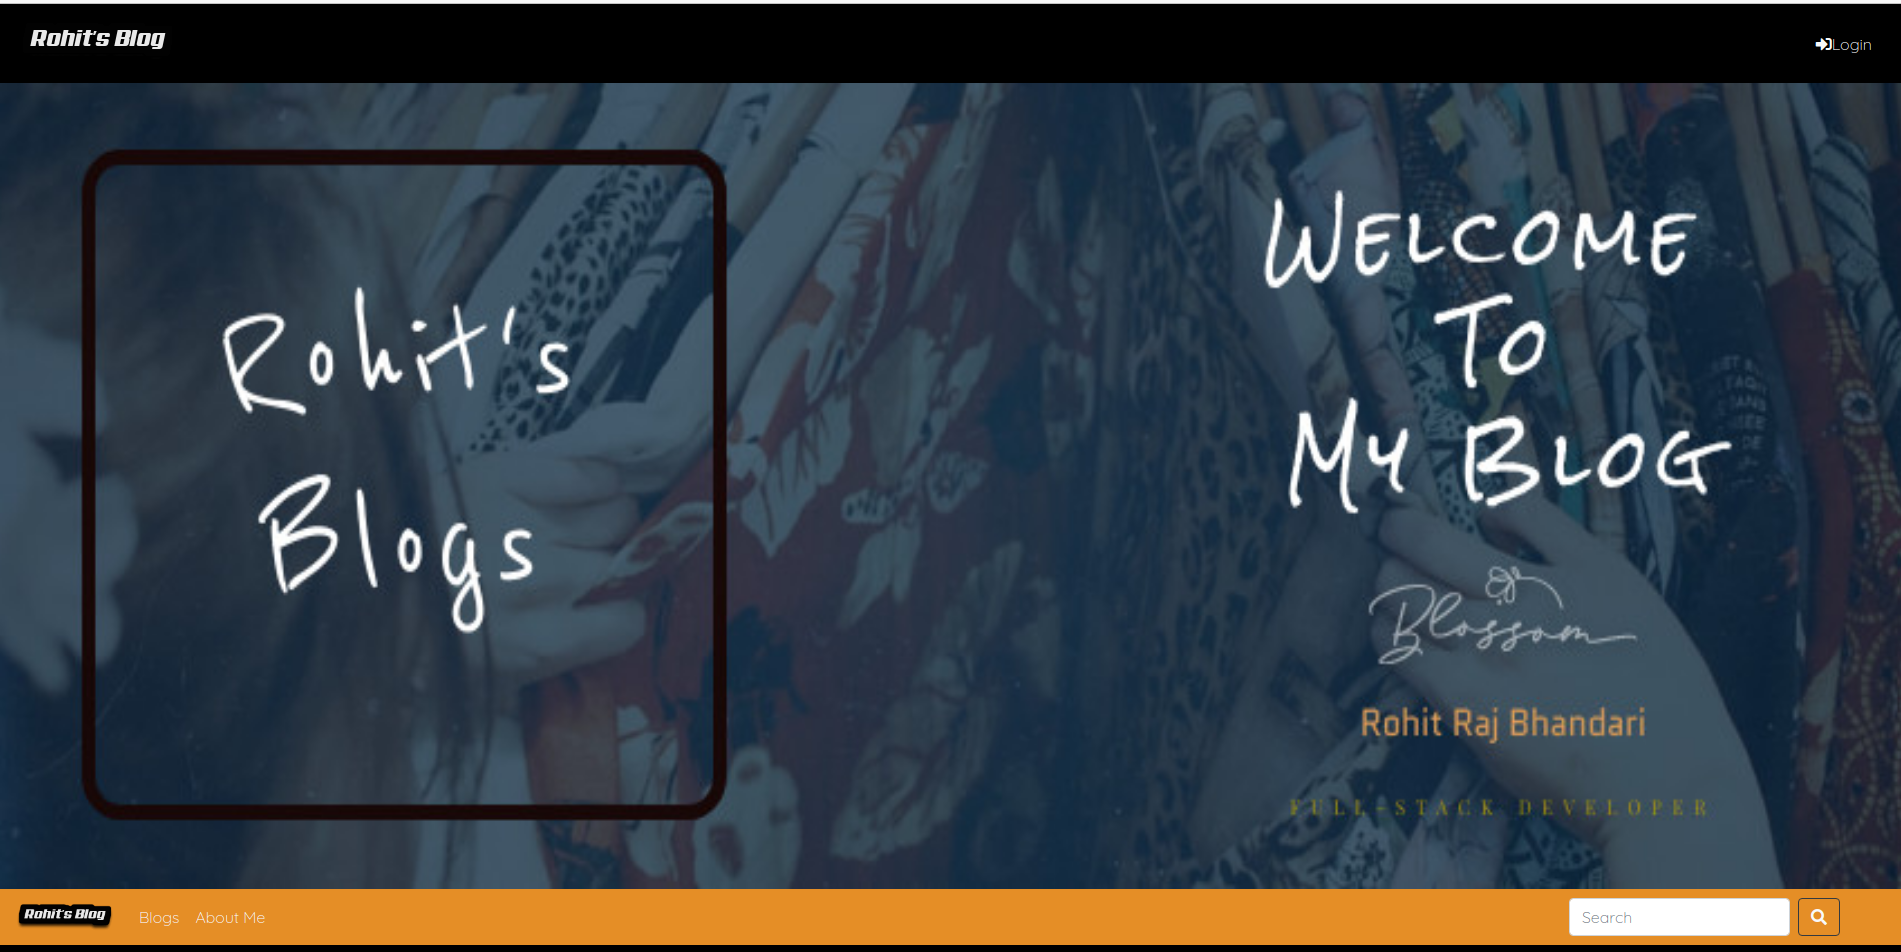 Rohit's Blog
Login
Rohit's
Blogs
WELCOME
TO
MY BLOG
Blossom
Rohit Raj Bhandari
FULL-STACK DEVELOPER
Rohit's Blog
Blogs
About Me
Search